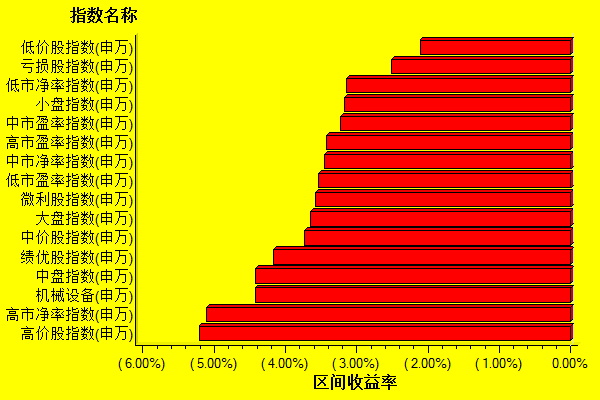 指数名称
低价股指数(申万)
亏损股指数(申万)
低市净率指数(申万)
小盘指数(申万)
中市盈率指数(申万)
高市盈率指数(申万)
中市净率指数(申万)
低市盈率指数(申万)
微利股指数(申万)
大盘指数(申万)
中价股指数(申万)
绩优股指数(申万)
中盘指数(申万)
机械设备(申万)
高市净率指数(申万)
高价股指数(申万)
(6.00%) (5.00%) (4.00%) (3.00%) (2.00%) (1.00%) 0.00%
区间收益率